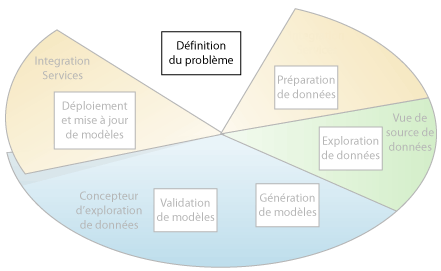 Définition
du problème
Préparation
de données
Vue de
source de
données
Exploration
de données
Génération
de modèles
Validation
de modèles
Concepteur
d'exploration
de données
Déploiement
et mise à jour
de modèles
Integration
Services